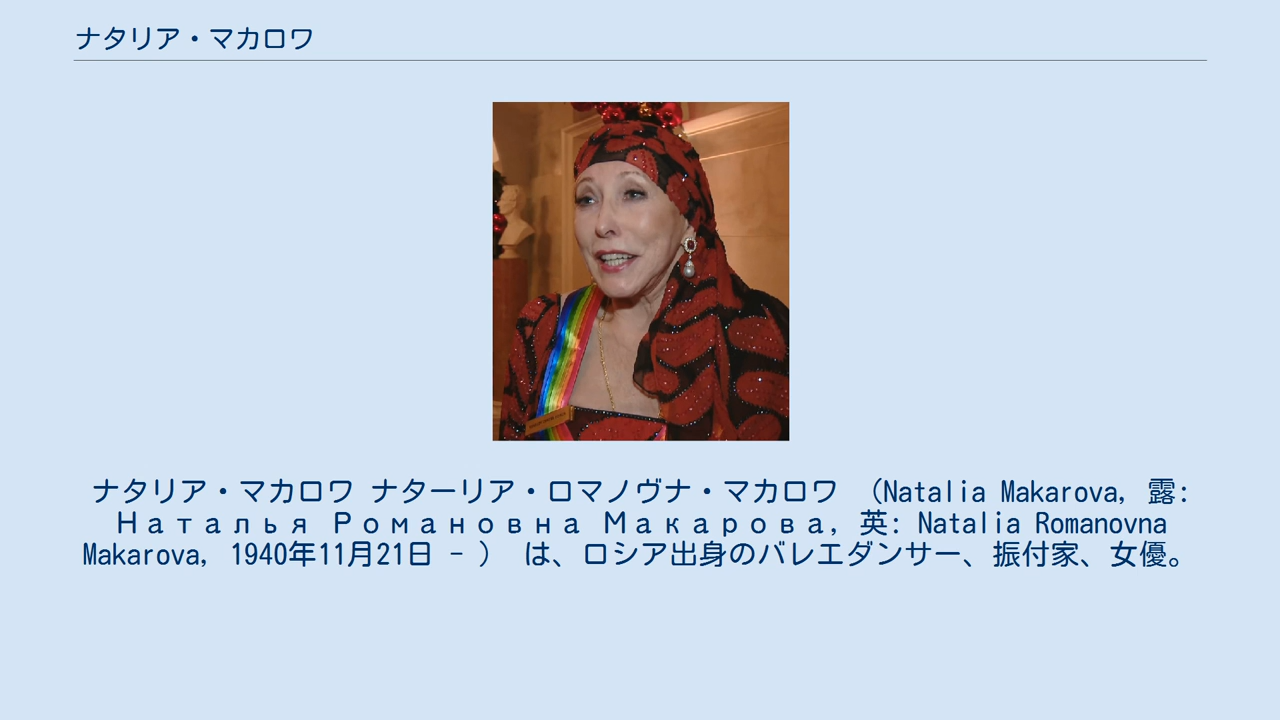 ナタリア・マカロワ
ナタリア・マカロワ ナターリア・ロマノヴナ・マカロワ （Natalia Makarova, 露:
Наталья Романовна Макарова, 英: Natalia Romanovna
Makarova, 1940年11月21日 - ） は、ロシア出身のバレエダンサー、振付家、女優。